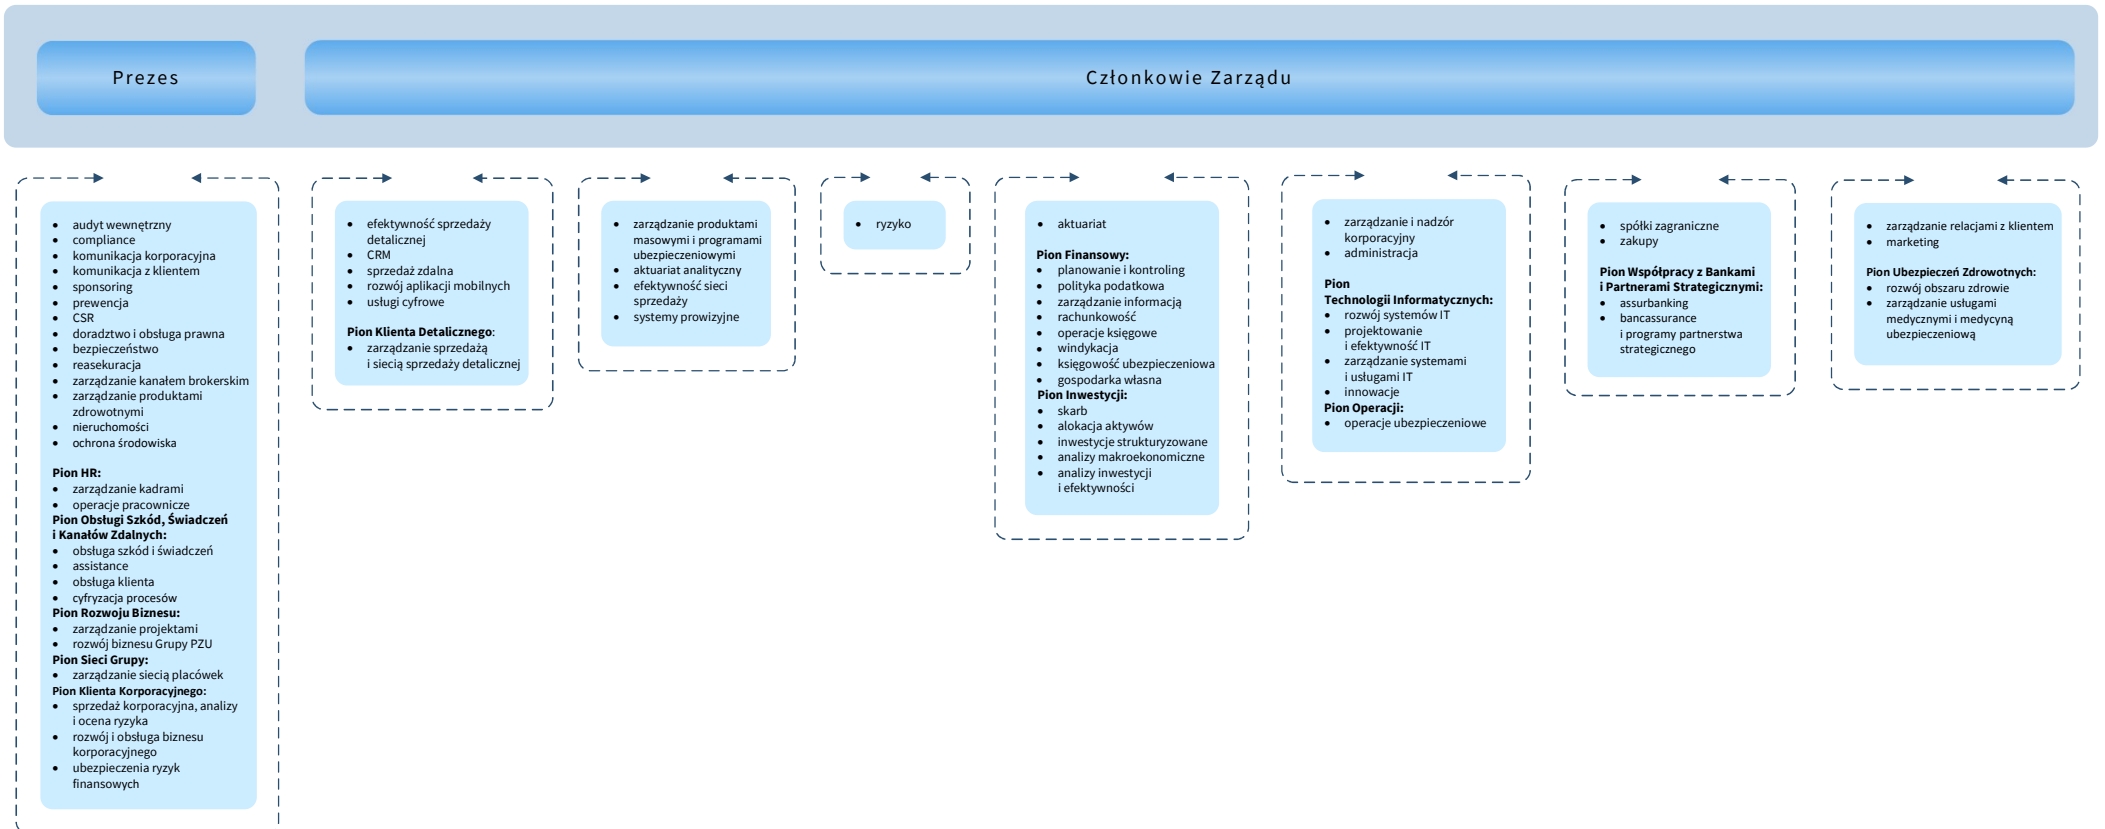 Prezes
Członkowie Zarządu
• audyt wewnętrzny
• compliance
• komunikacja korporacyjna
• komunikacja z klientem
• sponsoring
• prewencja
• CSR
• doradztwo i obsługa prawna
• bezpieczeństwo
• reasekuracja
• zarządzanie kanałem brokerskim
• zarządzanie produktami
zdrowotnymi
• nieruchomości
• ochrona środowiska
Pion HR:
• zarządzanie kadrami
• operacje pracownicze
Pion Obsługi Szkód, Świadczeń
i Kanałów Zdalnych:
• obsługa szkód i świadczeń
• assistance
• obsługa klienta
• cyfryzacja procesów
Pion Rozwoju Biznesu:
• zarządzanie projektami
• rozwój biznesu Grupy PZU
Pion Sieci Grupy:
• zarządzanie siecią placówek
Pion Klienta Korporacyjnego:
• sprzedaż korporacyjna, analizy
i ocena ryzyka
• rozwój i obsługa biznesu
korporacyjnego
• ubezpieczenia ryzyk
finansowych
• efektywność sprzedaży
detalicznej
• CRM
• sprzedaż zdalna
• rozwój aplikacji mobilnych
• usługi cyfrowe
Pion Klienta Detalicznego:
• zarządzanie sprzedażą
i siecią sprzedaży detalicznej
• zarządzanie produktami
masowymi i programami
ubezpieczeniowymi
• aktuariat analityczny
• efektywność sieci
sprzedaży
• systemy prowizyjne
• ryzyko
• aktuariat
Pion Finansowy:
• planowanie i kontroling
• polityka podatkowa
• zarządzanie informacją
• rachunkowość
• operacje księgowe
• windykacja
• księgowość ubezpieczeniowa
• gospodarka własna
Pion Inwestycji:
• skarb
• alokacja aktywów
• inwestycje strukturyzowane
• analizy makroekonomiczne
• analizy inwestycji
i efektywności
• zarządzanie i nadzór
korporacyjny
• administracja
Pion
Technologii Informatycznych:
• rozwój systemów IT
• projektowanie
i efektywność IT
• zarządzanie systemami
i usługami IT
• innowacje
Pion Operacji:
• operacje ubezpieczeniowe
• spółki zagraniczne
• zakupy
Pion Współpracy z Bankami
i Partnerami Strategicznymi:
• assurbanking
• bancassurance
i programy partnerstwa
strategicznego
• zarządzanie relacjami z klientem
• marketing
Pion Ubezpieczeń Zdrowotnych:
• rozwój obszaru zdrowie
• zarządzanie usługami
medycznymi i medycyną
ubezpieczeniową